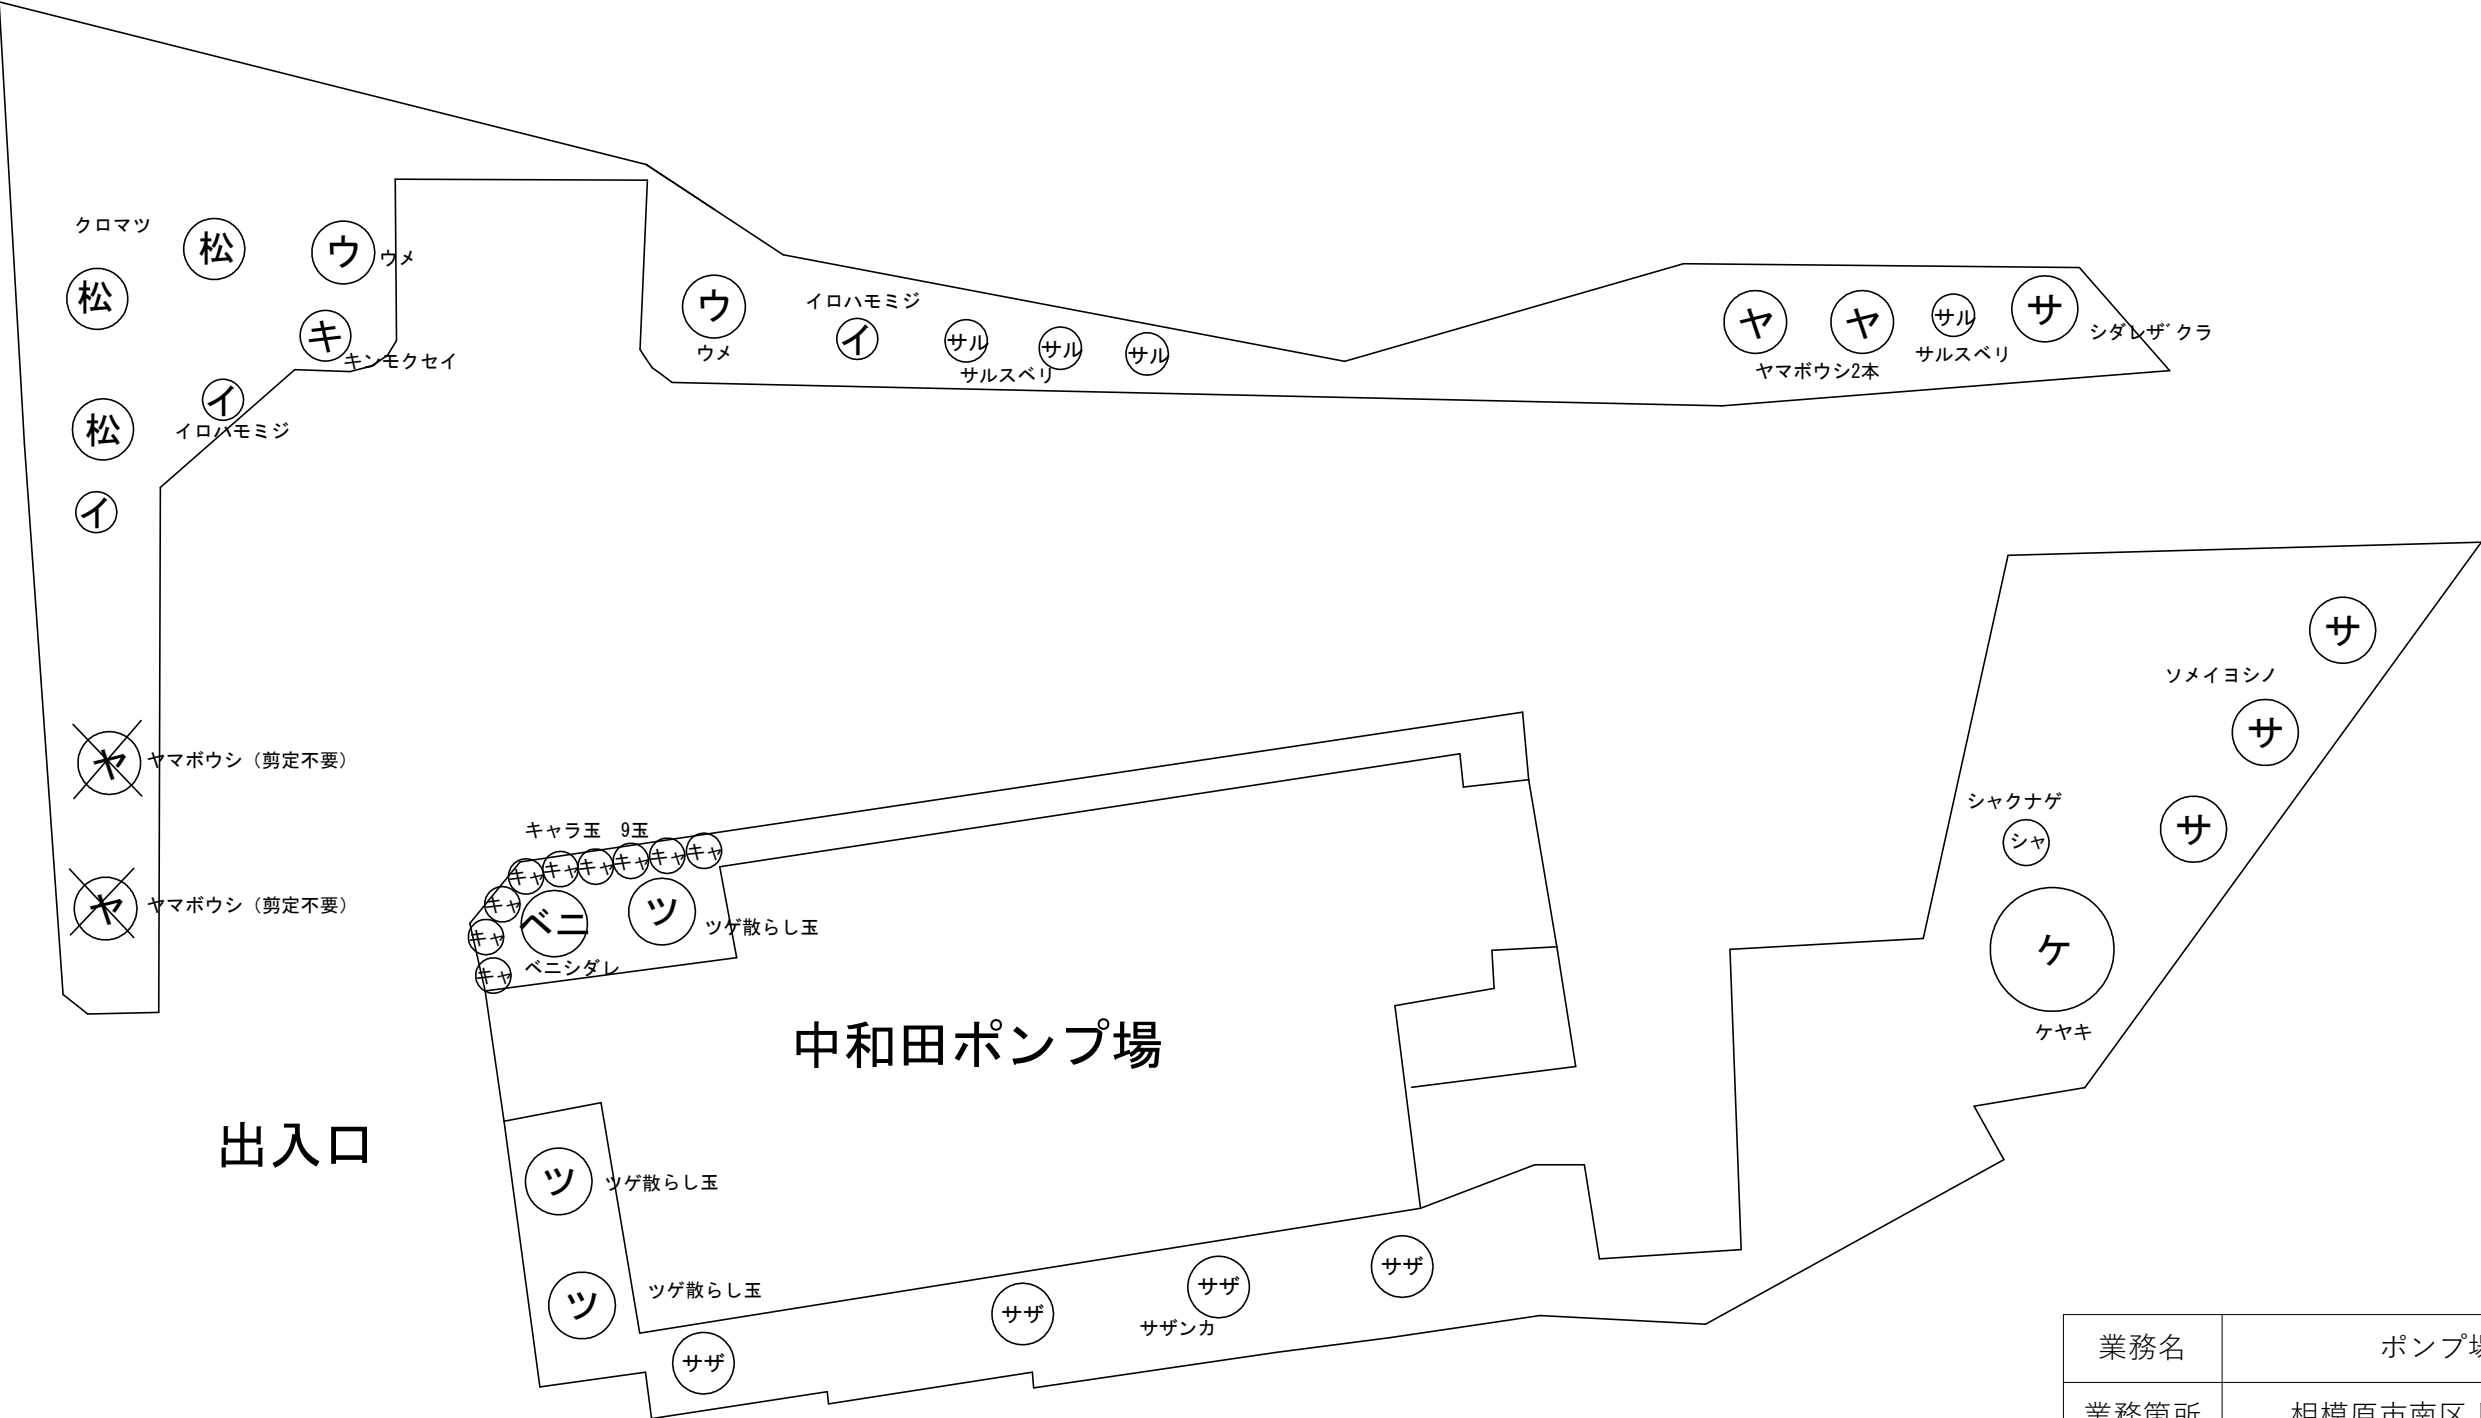 クロマツ
松
松
ウ
ウメ
キ
キンモクセイ
イ
イロハモミジ
松
イ
ウ
ウメ
イロハモミジ
イ
サル
サル
サル
サルスベリ
ヤ
ヤ
ヤマボウシ2本
サル
サルスベリ
サ
シダレザクラ
ヤ
ヤマボウシ（剪定不要）
ヤ
ヤマボウシ（剪定不要）
キャラ玉　9玉
キャ
キャ
キャ
キャ
キャ
キャ
キャ
キャ
キャ
ベニ
ベニシダレ
ツ
ツゲ散らし玉
中和田ポンプ場
出入口
ツ
ツゲ散らし玉
ツ
ツゲ散らし玉
サザ
サザ
サザ
サザ
サザンカ
サ
ソメイヨシノ
サ
サ
シャクナゲ
シャ
ケ
ケヤキ
業務名
ポンプ場
業務箇所
相模原市南区